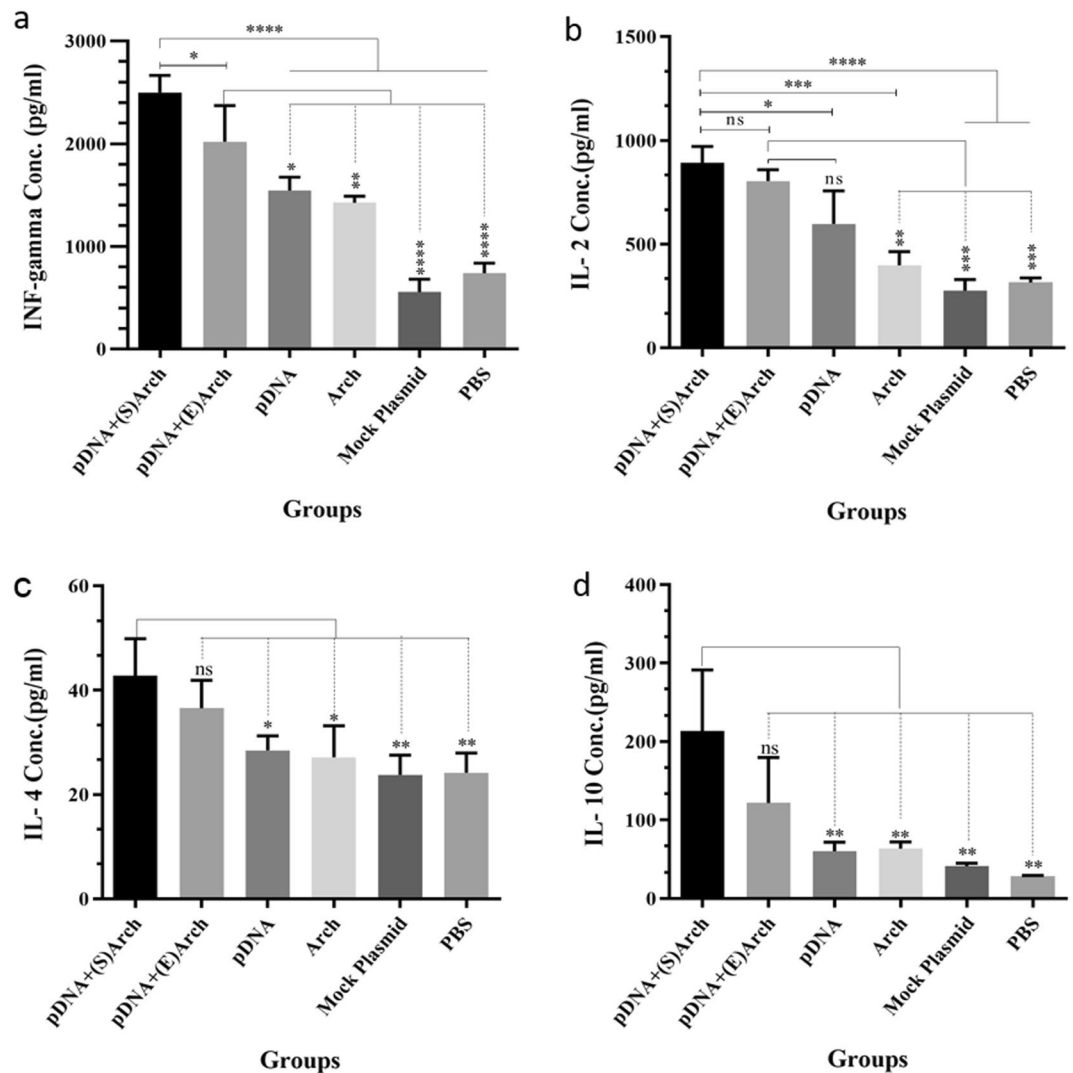 a
INF-gamma Conc. (pg/ml)
3000
2000
1000
0
****
*
*
**
****
****
pDNA+(S)Arch
pDNA+(E)Arch
pDNA
Arch
Mock Plasmid
PBS
Groups
b
IL- 2 Conc.(pg/ml)
1500
1000
500
0
****
***
*
ns
ns
**
***
***
pDNA+(S)Arch
pDNA+(E)Arch
pDNA
Arch
Mock Plasmid
PBS
Groups
c
IL- 4 Conc.(pg/ml)
60
40
20
0
ns
*
*
**
**
pDNA+(S)Arch
pDNA+(E)Arch
pDNA
Arch
Mock Plasmid
PBS
Groups
d
IL- 10 Conc.(pg/ml)
400
300
200
100
0
ns
**
**
**
**
pDNA+(S)Arch
pDNA+(E)Arch
pDNA
Arch
Mock Plasmid
PBS
Groups